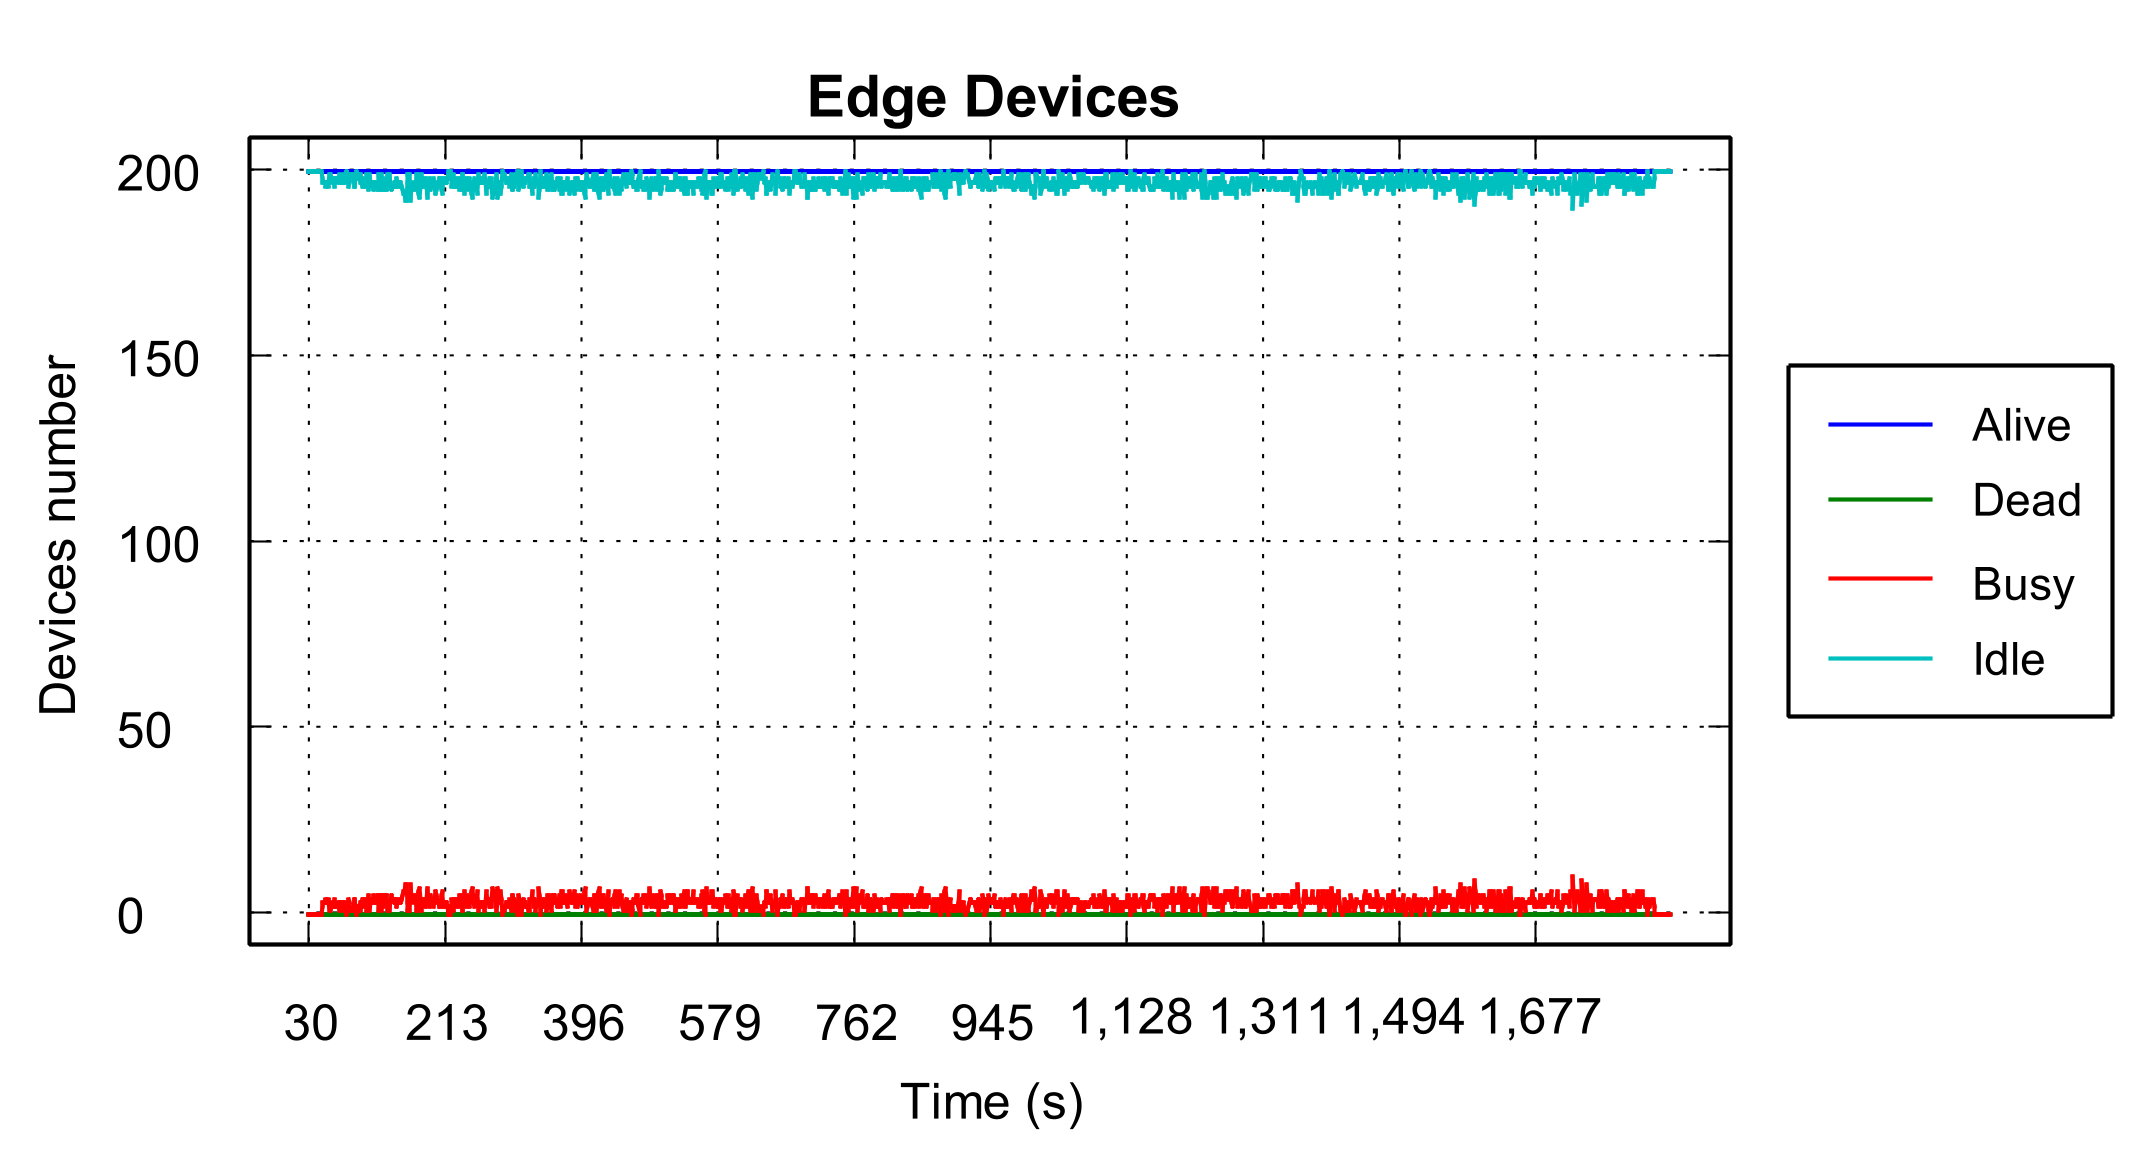 Edge Devices
200
150
100
50
0
Devices number
30 213 396 579 762 945 1,128 1,311 1,494 1,677
Time (s)
Alive
Dead
Busy
Idle